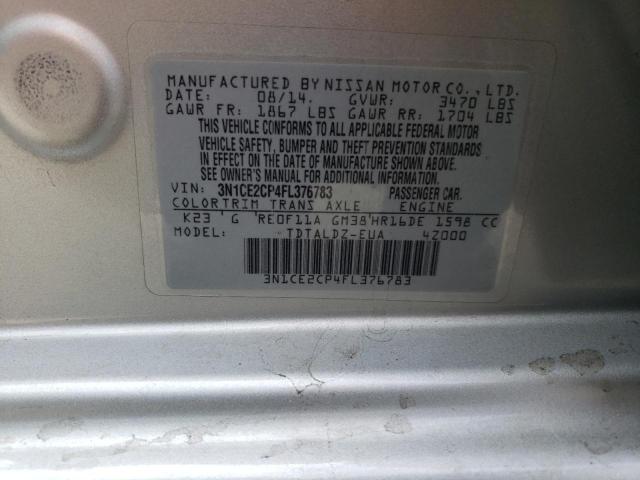 MANUFACTURED BY NISSAN MOTOR CO., LTD.
DATE: 08/14. GVWR: 3470 LBS
GAWR FR: 1867 LBS GAWR RR: 1704 LBS
THIS VEHICLE CONFORMS TO ALL APPLICABLE FEDERAL MOTOR
VEHICLE SAFETY, BUMPER AND THEFT PREVENTION STANDARDS
IN EFFECT ON THE DATE OF MANUFACTURE SHOWN ABOVE.
SEE OWNER'S MANUAL FOR ADDITIONAL INFORMATION.
VIN: 3N1CE2CP4FL376783 PASSENGER CAR.
COLOR TRIM TRANS AXLE ENGINE
K23 G RE0F11A GM38 HR16DE 1598 CC
MODEL: TDTALDZ-EUA 4Z000
3N1CE2CP4FL376783